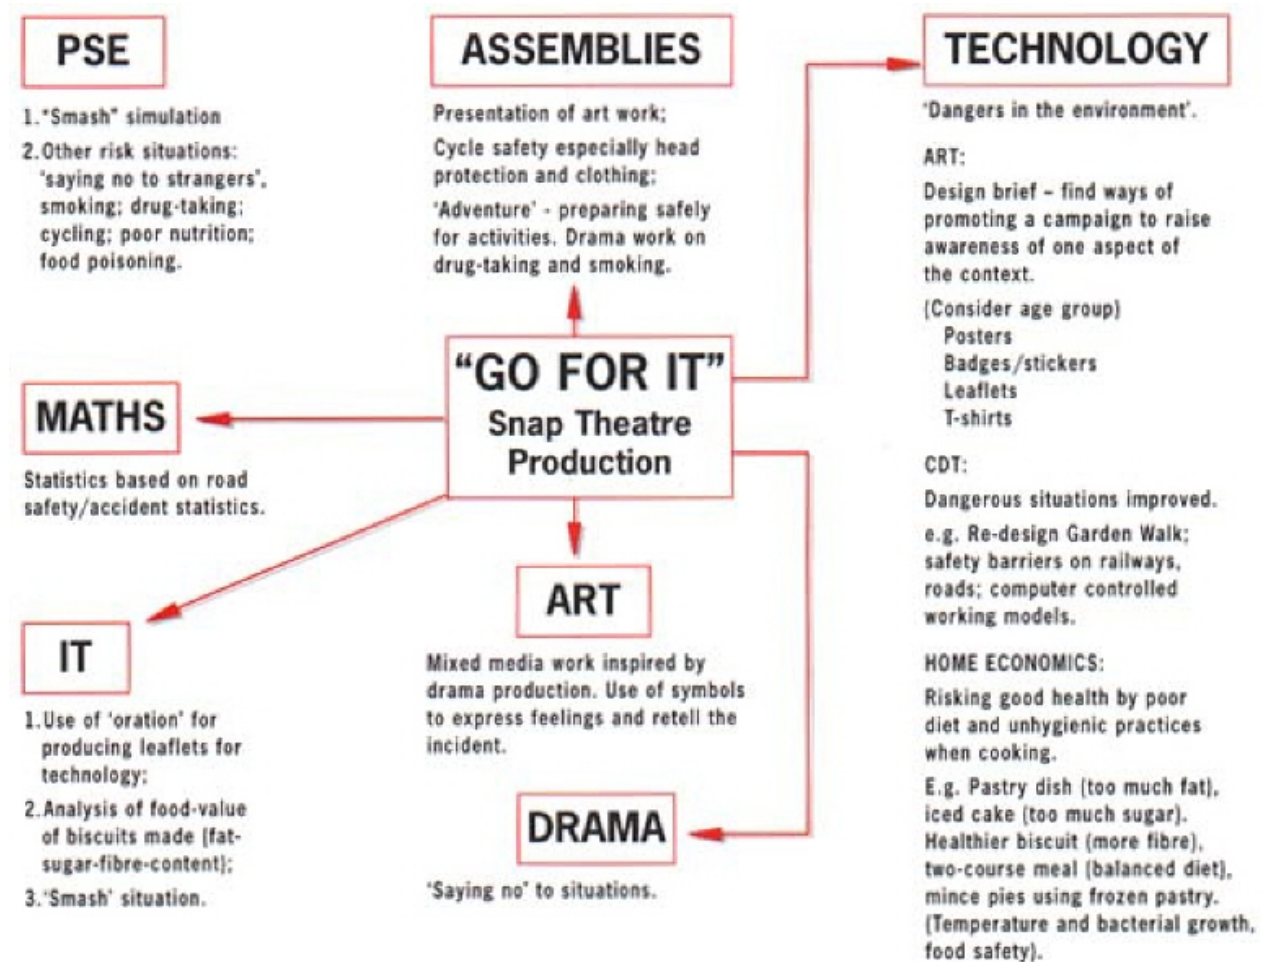 PSE
1."Smash" simulation
2.Other risk situations:
'saying no to strangers',
smoking; drug-taking;
cycling; poor nutrition;
food poisoning.
ASSEMBLIES
Presentation of art work;
Cycle safety especially head
protection and clothing;
'Adventure' - preparing safely
for activities. Drama work on
drug-taking and smoking.
TECHNOLOGY
'Dangers in the environment'.
ART:
Design brief – find ways of
promoting a campaign to raise
awareness of one aspect of
the context.
(Consider age group)
Posters
Badges/stickers
Leaflets
T-shirts
CDT:
Dangerous situations improved.
e.g. Re-design Garden Walk;
safety barriers on railways,
roads; computer controlled
working models.
HOME ECONOMICS:
Risking good health by poor
diet and unhygienic practices
when cooking.
E.g. Pastry dish (too much fat),
iced cake (too much sugar).
Healthier biscuit (more fibre),
two-course meal (balanced diet),
mince pies using frozen pastry.
(Temperature and bacterial growth,
food safety).
"GO FOR IT"
Snap Theatre
Production
MATHS
Statistics based on road
safety/accident statistics.
IT
1.Use of 'oration' for
producing leaflets for
technology;
2.Analysis of food-value
of biscuits made (fat-
sugar-fibre-content);
3.'Smash' situation.
ART
Mixed media work inspired by
drama production. Use of symbols
to express feelings and retell the
incident.
DRAMA
'Saying no' to situations.